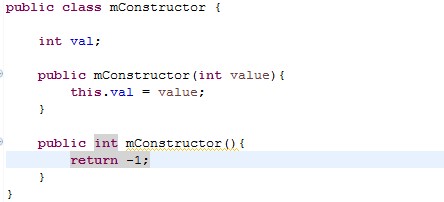 public class mConstructor {
int val;
public mConstructor(int value){
this.val = value;
}
public int mConstructor(){
return -1;
}
}